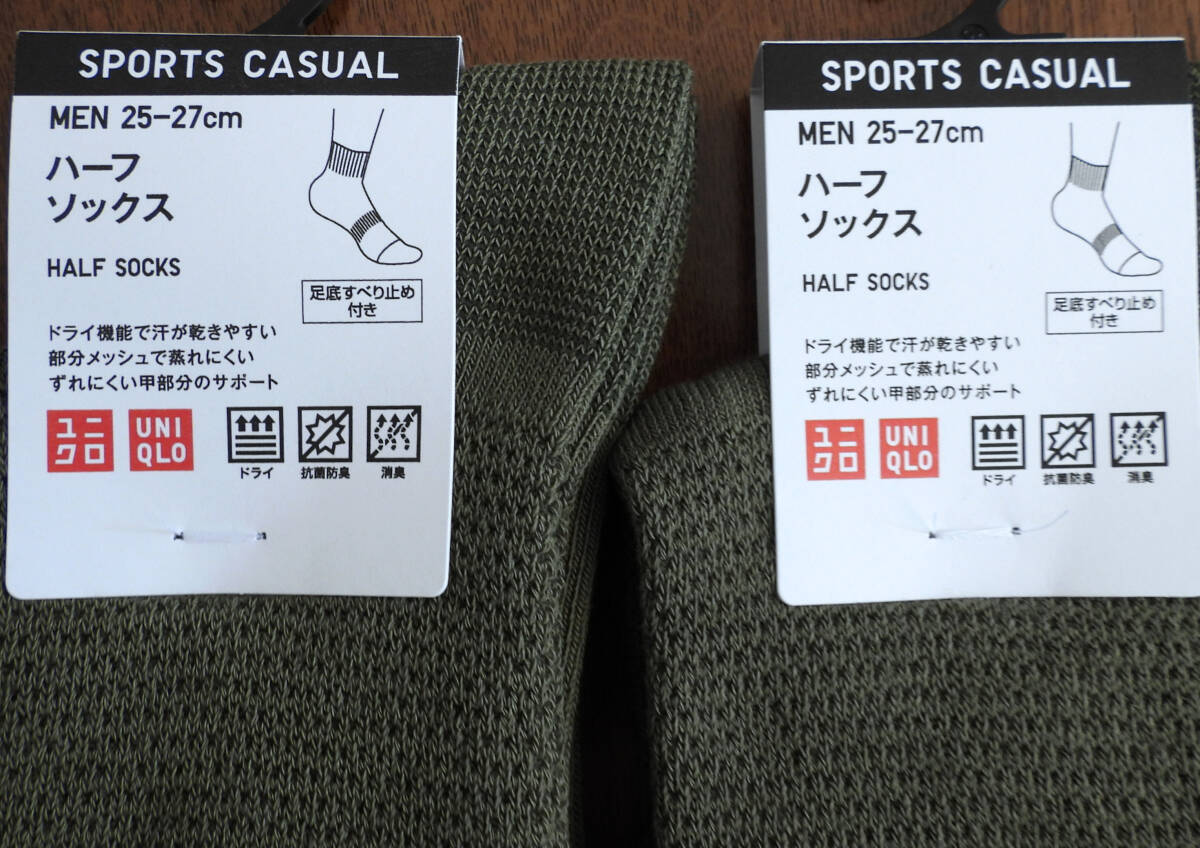 SPORTS CASUAL
MEN 25-27cm
ハーフ
ソックス
HALF SOCKS
足底すべり止め
付き
ドライ機能で汗が乾きやすい
部分メッシュで蒸れにくい
ずれにくい甲部分のサポート
ユニ
クロ
UNI
QLO
ドライ
抗菌防臭
消臭
SPORTS CASUAL
MEN 25-27cm
ハーフ
ソックス
HALF SOCKS
足底すべり止め
付き
ドライ機能で汗が乾きやすい
部分メッシュで蒸れにくい
ずれにくい甲部分のサポート
ユニ
クロ
UNI
QLO
ドライ
抗菌防臭
消臭